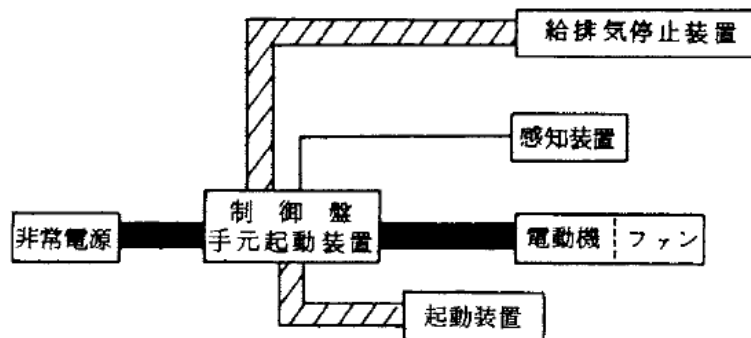 給排気停止装置
感知装置
制御盤
手元起動装置
非常電源
電動機
ファン
起動装置